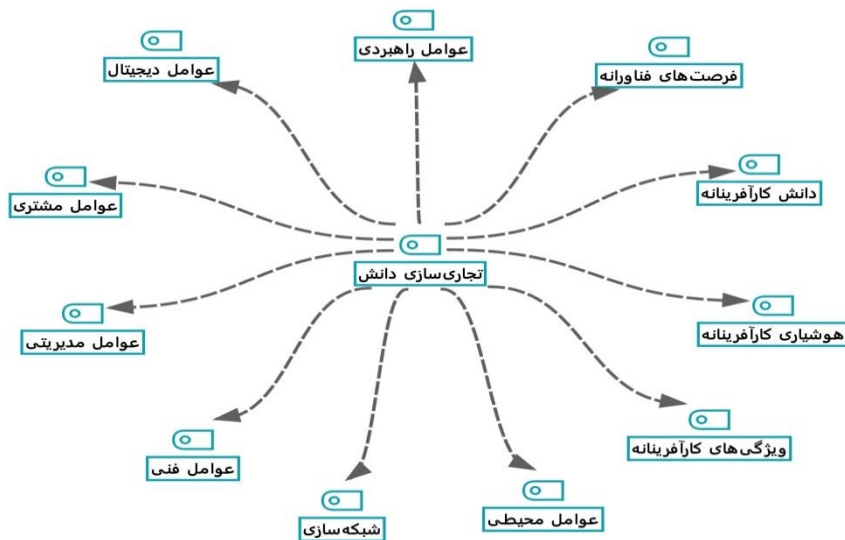 عوامل راهبردی
فرصت‌های فناورانه
عوامل دیجیتال
دانش کارآفرینانه
عوامل مشتری
تجاری‌سازی دانش
هوشیاری کارآفرینانه
عوامل مدیریتی
ویژگی‌های کارآفرینانه
عوامل فنی
عوامل محیطی
شبکه‌سازی